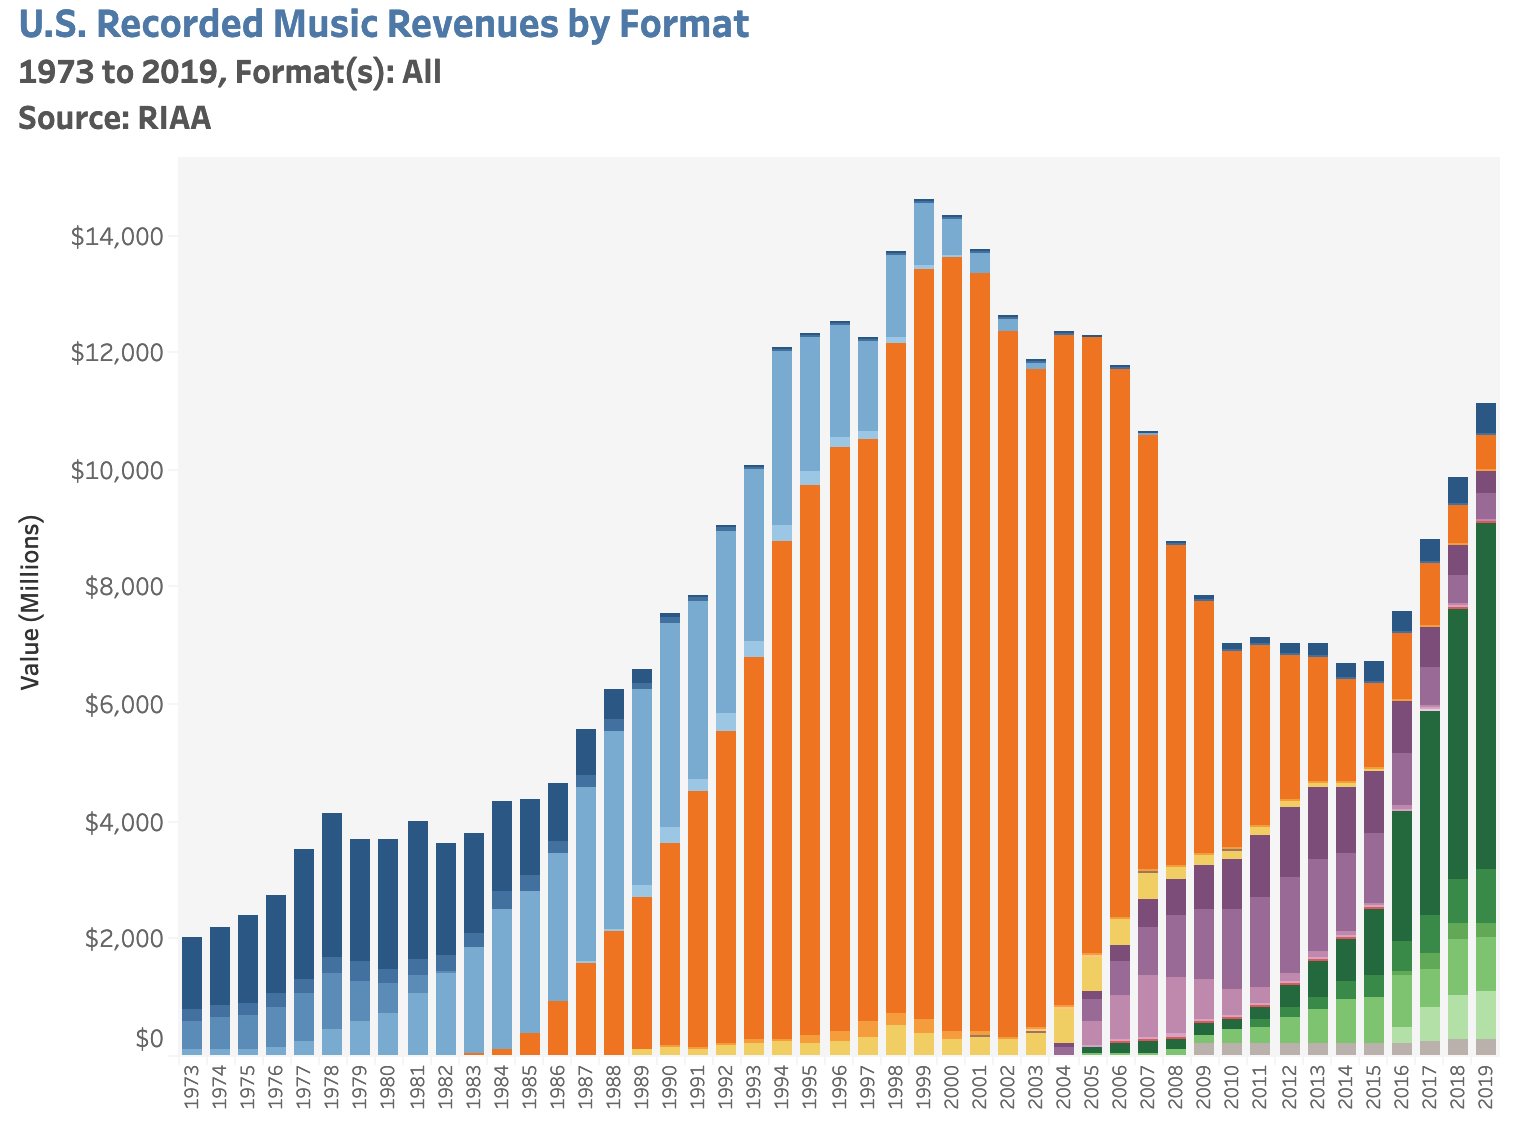 U.S. Recorded Music Revenues by Format
1973 to 2019, Format(s): All
Source: RIAA
$14,000
$12,000
$10,000
$8,000
$6,000
$4,000
$2,000
$0
Value (Millions)
1973 1974 1975 1976 1977 1978 1979 1980 1981 1982 1983 1984 1985 1986 1987 1988 1989 1990 1991 1992 1993 1994 1995 1996 1997 1998 1999 2000 2001 2002 2003 2004 2005 2006 2007 2008 2009 2010 2011 2012 2013 2014 2015 2016 2017 2018 2019